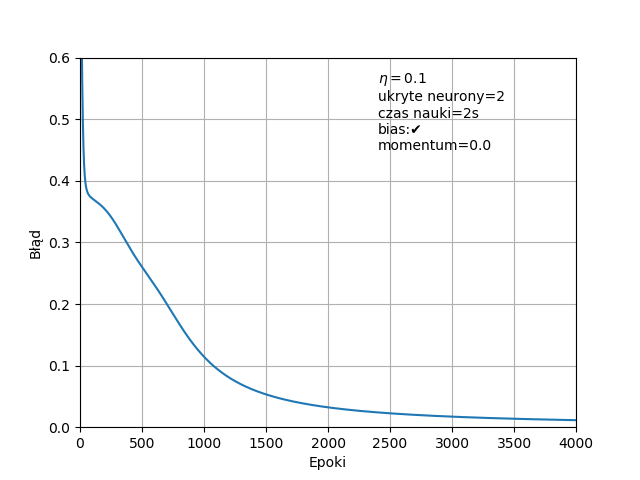 0.6
0.5
0.4
0.3
0.2
0.1
0.0
Błąd
η = 0.1
ukryte neurony=2
czas nauki=2s
bias:✔
momentum=0.0
0 500 1000 1500 2000 2500 3000 3500 4000
Epoki